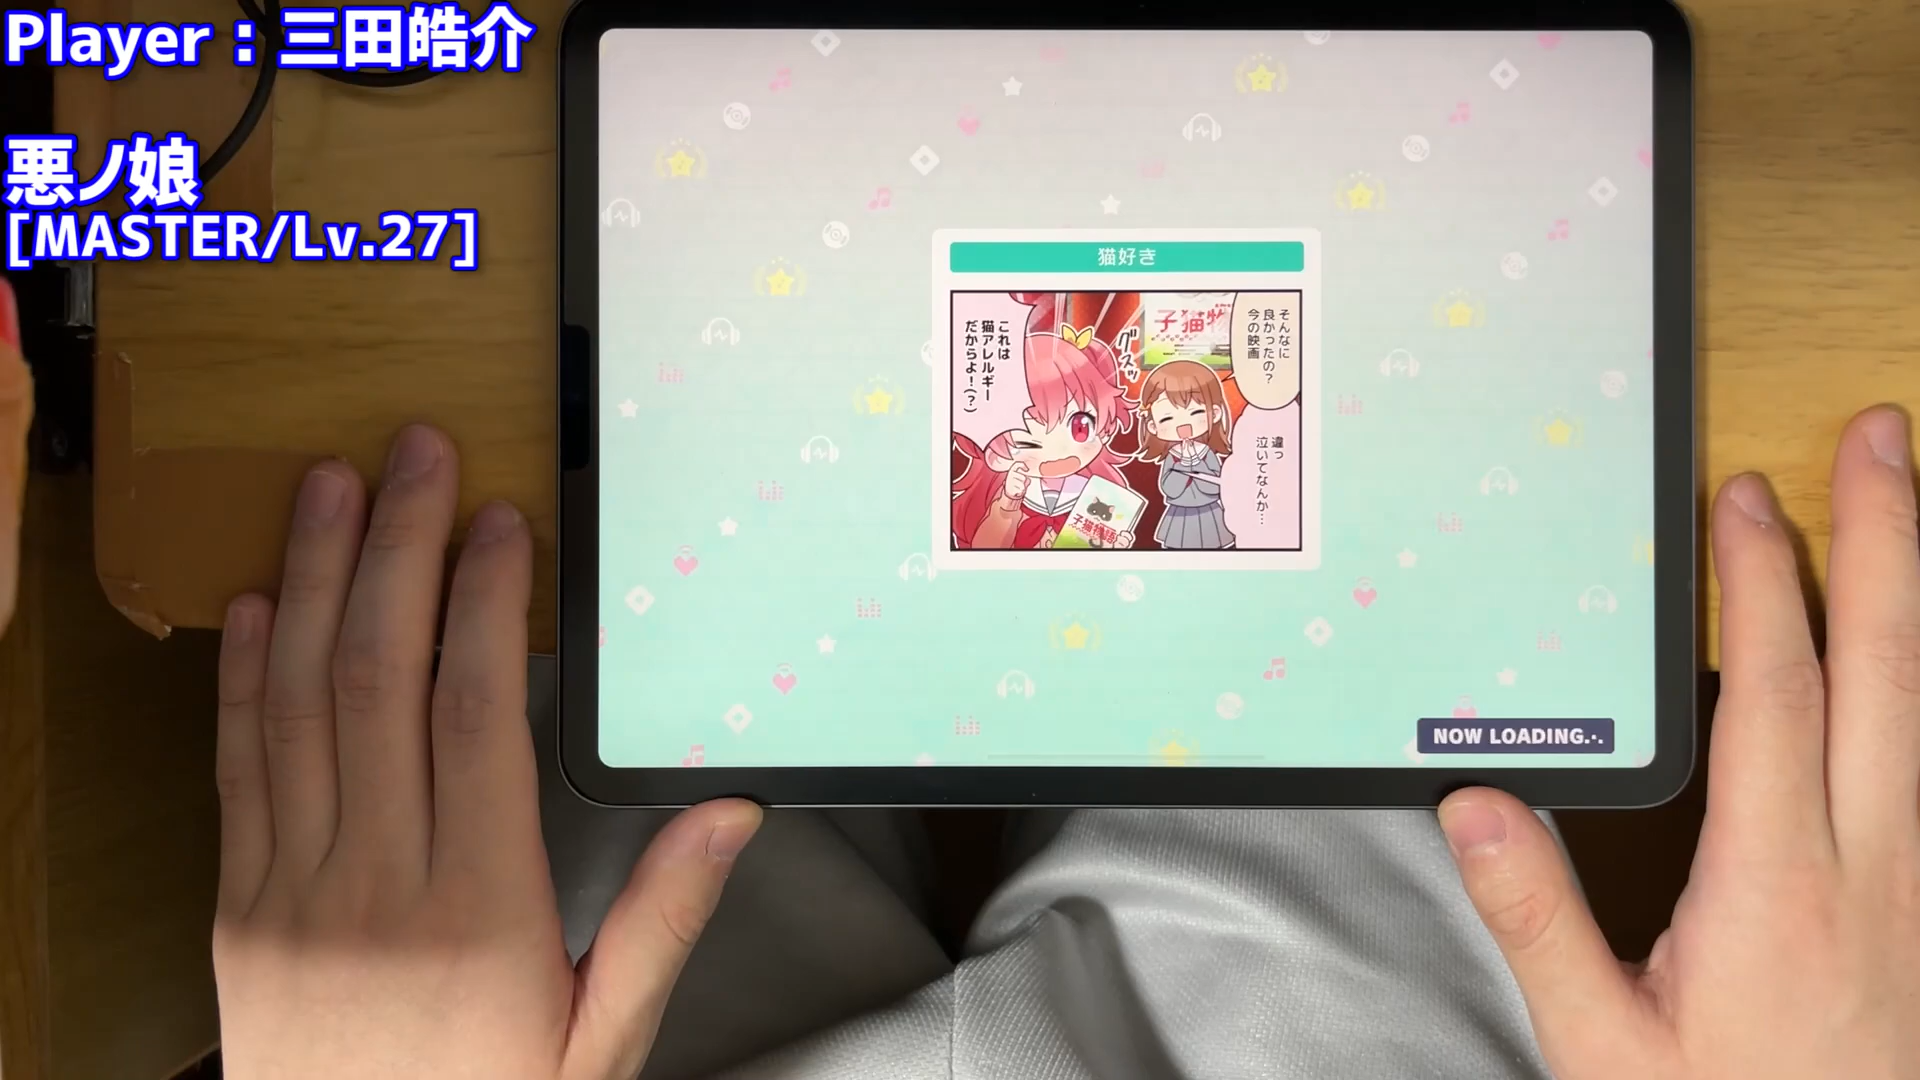 Player：三田皓介
悪ノ娘
[MASTER/Lv.27]
猫好き
そんなに
良かったの？
今の映画
違っ
泣いてなんか…
グスッ
これは
猫アレルギー
だからよ！（？）
子猫物
子猫物語
NOW LOADING...